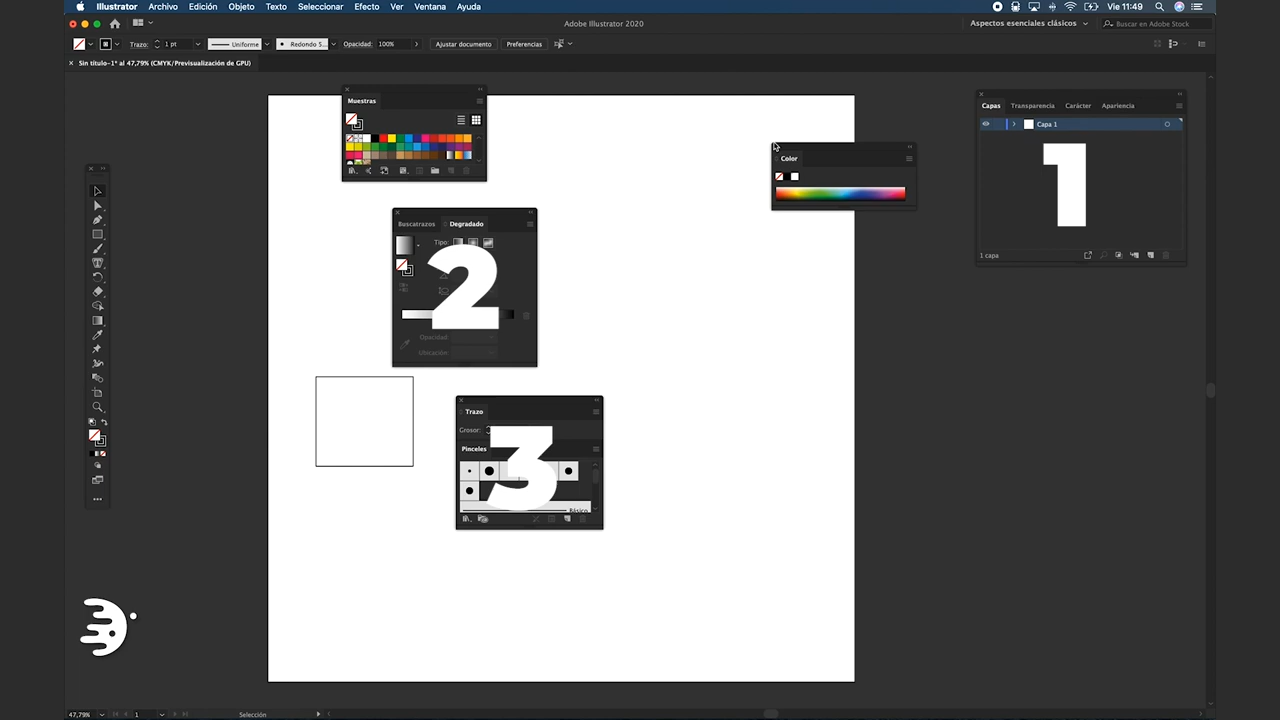 Illustrator Archivo Edición Objeto Texto Seleccionar Efecto Ver Ventana Ayuda
Vie 11:49
Adobe Illustrator 2020
Aspectos esenciales clásicos
Buscar en Adobe Stock
Trazo: 1 pt
Uniforme
Redondo 5...
Opacidad: 100%
Ajustar documento
Preferencias
× Sin título-1* al 47,79% (CMYK/Previsualización de GPU)
Muestras
Capas Transparencia Carácter Apariencia
Capa 1
1
1 capa
Color
Buscatrazos Degradado
Tipo:
2
Opacidad:
Ubicación:
Trazo
Grosor:
3
Pinceles
Básico
47,79%
1
Selección